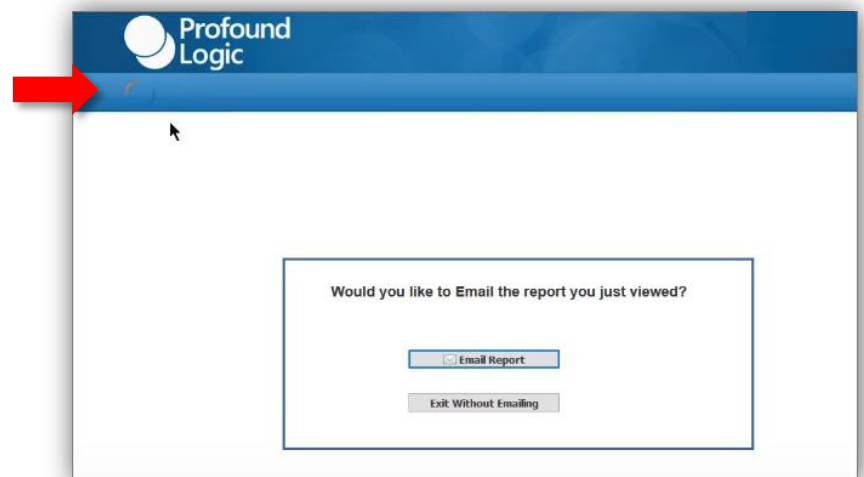 Profound
Logic
Would you like to Email the report you just viewed?
Email Report
Exit Without Emailing